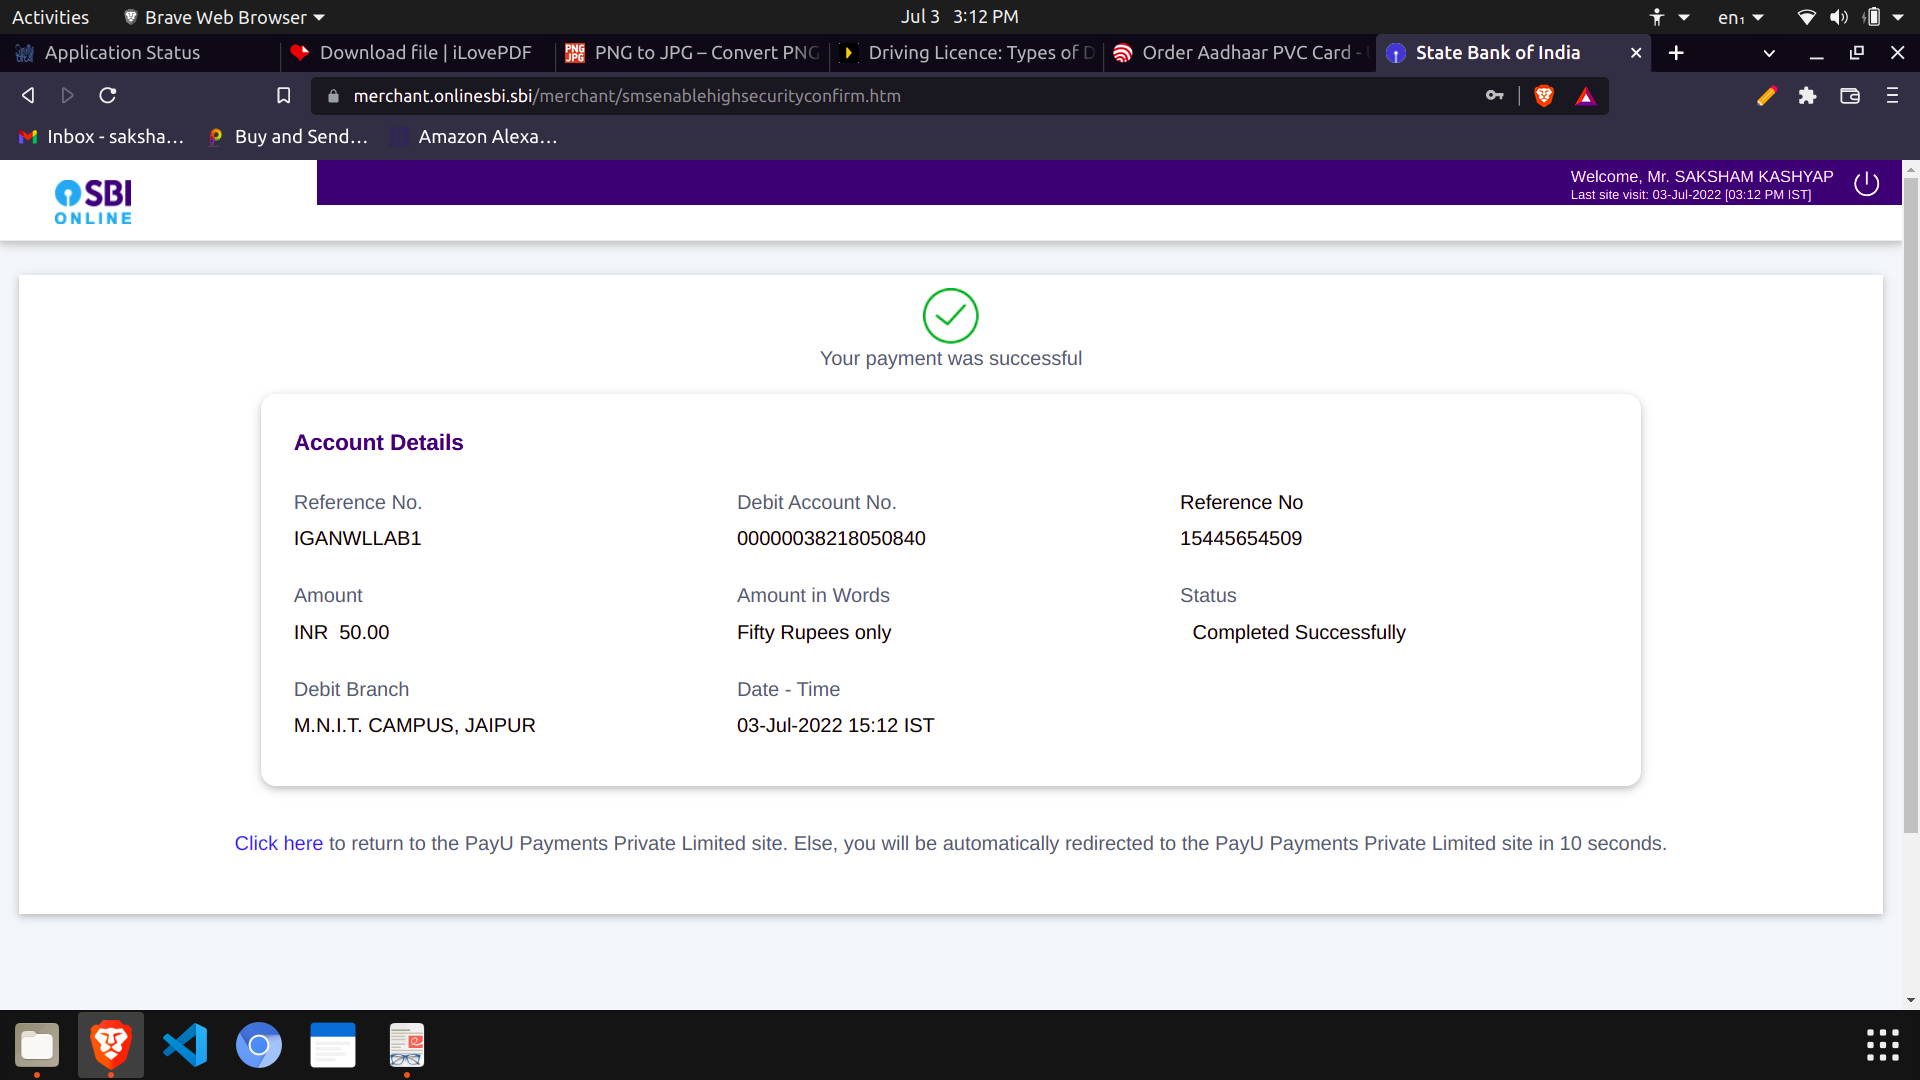 Activities Brave Web Browser Jul 3 3:12 PM en₁
Application Status Download file | iLovePDF PNG to JPG – Convert PNG Driving Licence: Types of D Order Aadhaar PVC Card - State Bank of India
merchant.onlinesbi.sbi/merchant/smsenablehighsecurityconfirm.htm
Inbox - saksha… Buy and Send… Amazon Alexa…
SBI
ONLINE
Welcome, Mr. SAKSHAM KASHYAP
Last site visit: 03-Jul-2022 [03:12 PM IST]
Your payment was successful
Account Details
Reference No. Debit Account No. Reference No
IGANWLLAB1 00000038218050840 15445654509
Amount Amount in Words Status
INR 50.00 Fifty Rupees only Completed Successfully
Debit Branch Date - Time
M.N.I.T. CAMPUS, JAIPUR 03-Jul-2022 15:12 IST
Click here to return to the PayU Payments Private Limited site. Else, you will be automatically redirected to the PayU Payments Private Limited site in 10 seconds.